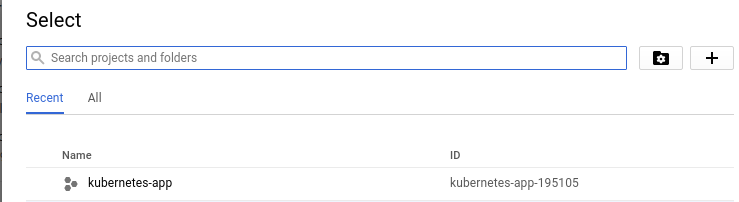 Select
Search projects and folders
Recent All
Name ID
kubernetes-app kubernetes-app-195105